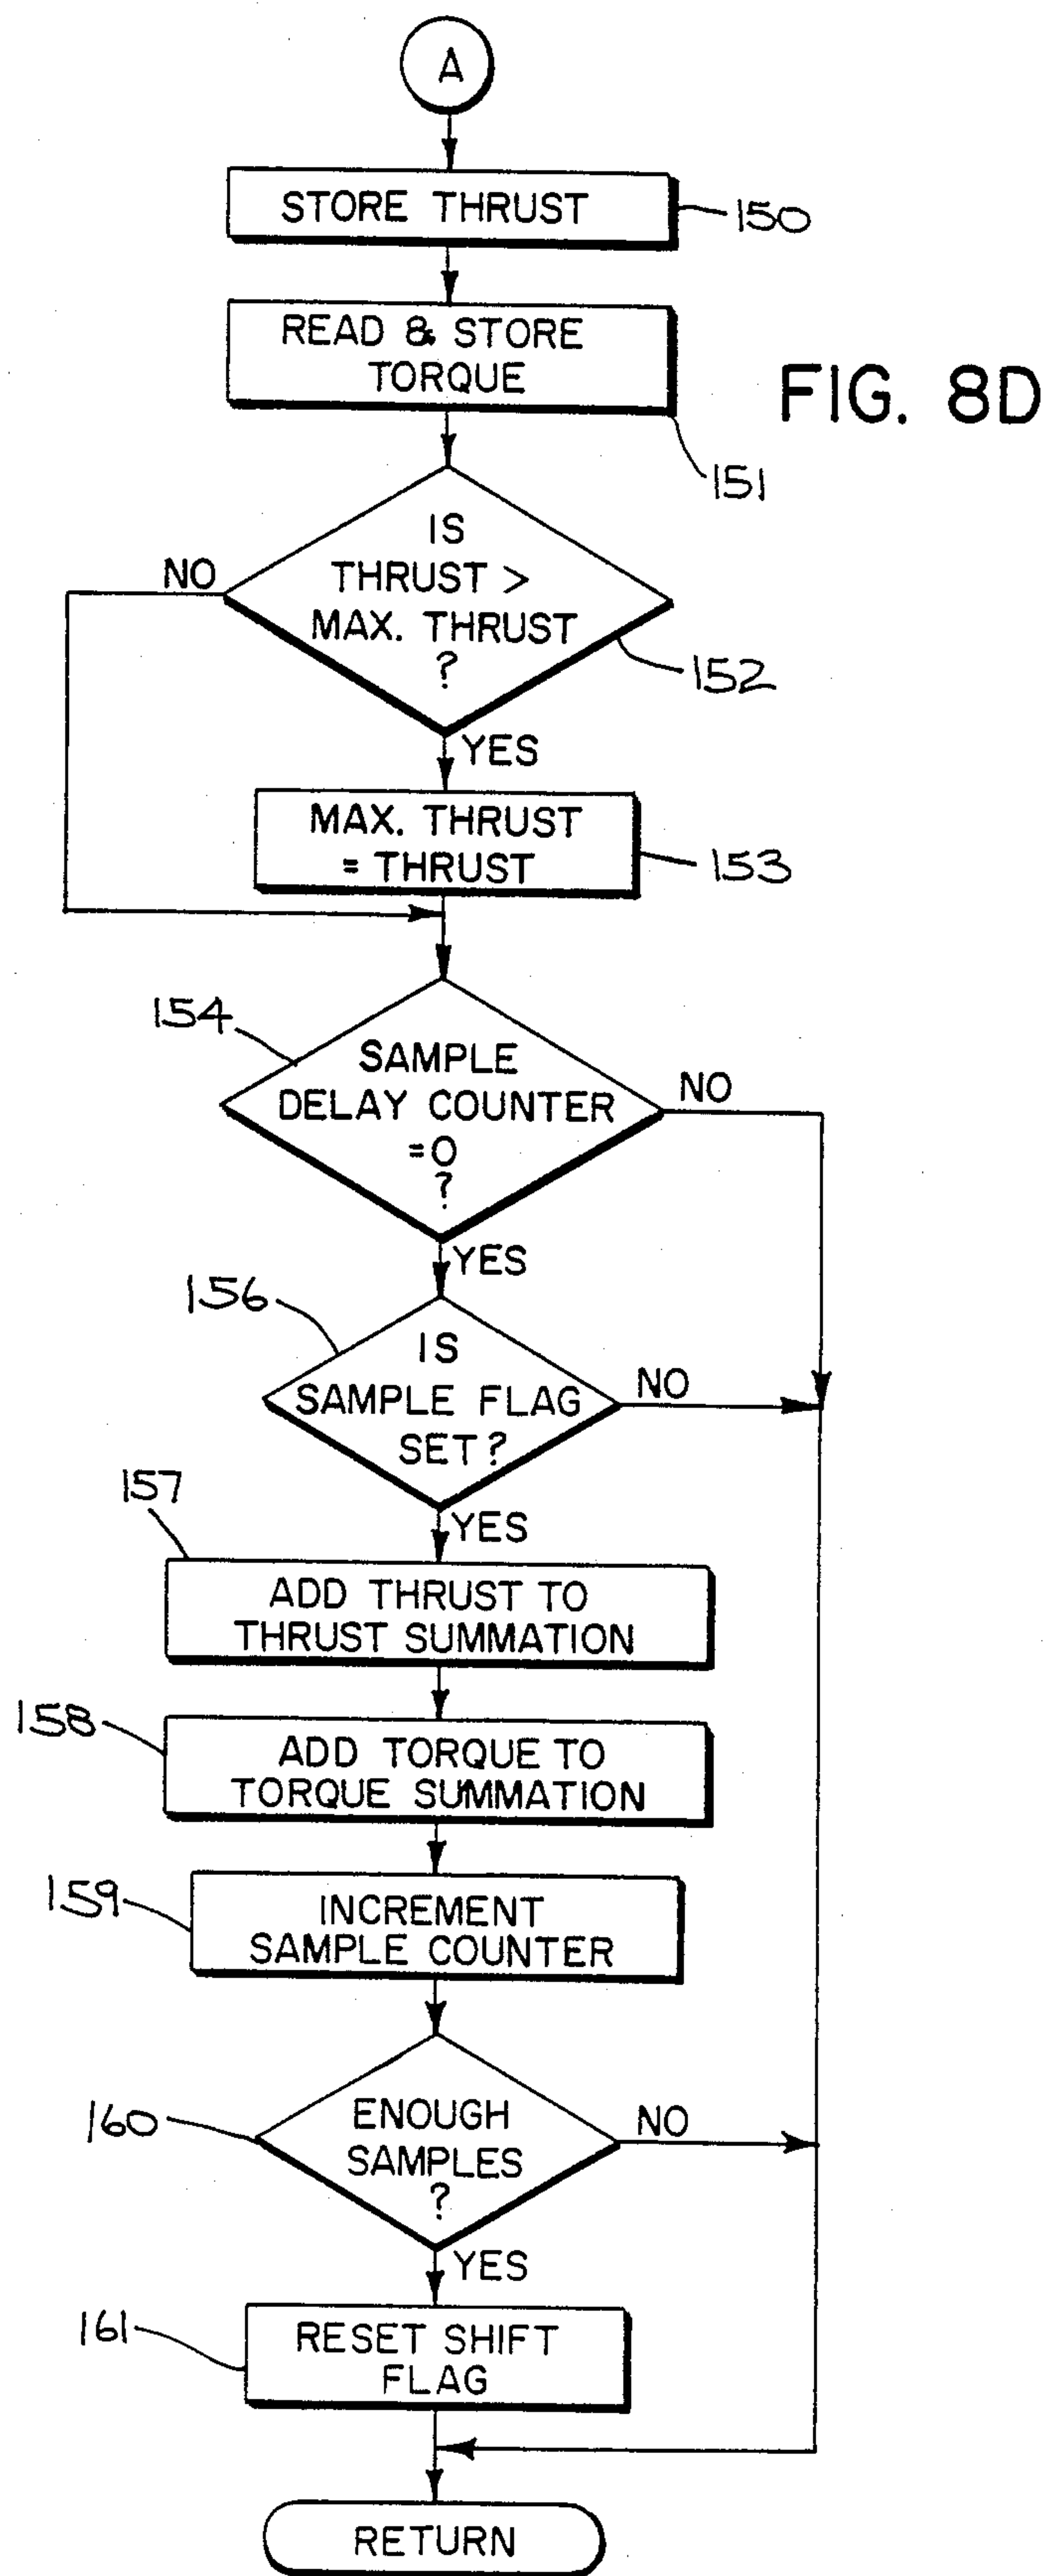 A
STORE THRUST
150
READ & STORE
TORQUE
FIG. 8D
151
IS
THRUST >
MAX. THRUST
?
NO
152
YES
MAX. THRUST
= THRUST
153
154
SAMPLE
DELAY COUNTER
=0
?
NO
YES
156
IS
SAMPLE FLAG
SET?
NO
157
YES
ADD THRUST TO
THRUST SUMMATION
158
ADD TORQUE TO
TORQUE SUMMATION
159
INCREMENT
SAMPLE COUNTER
160
ENOUGH
SAMPLES
?
NO
YES
161
RESET SHIFT
FLAG
RETURN